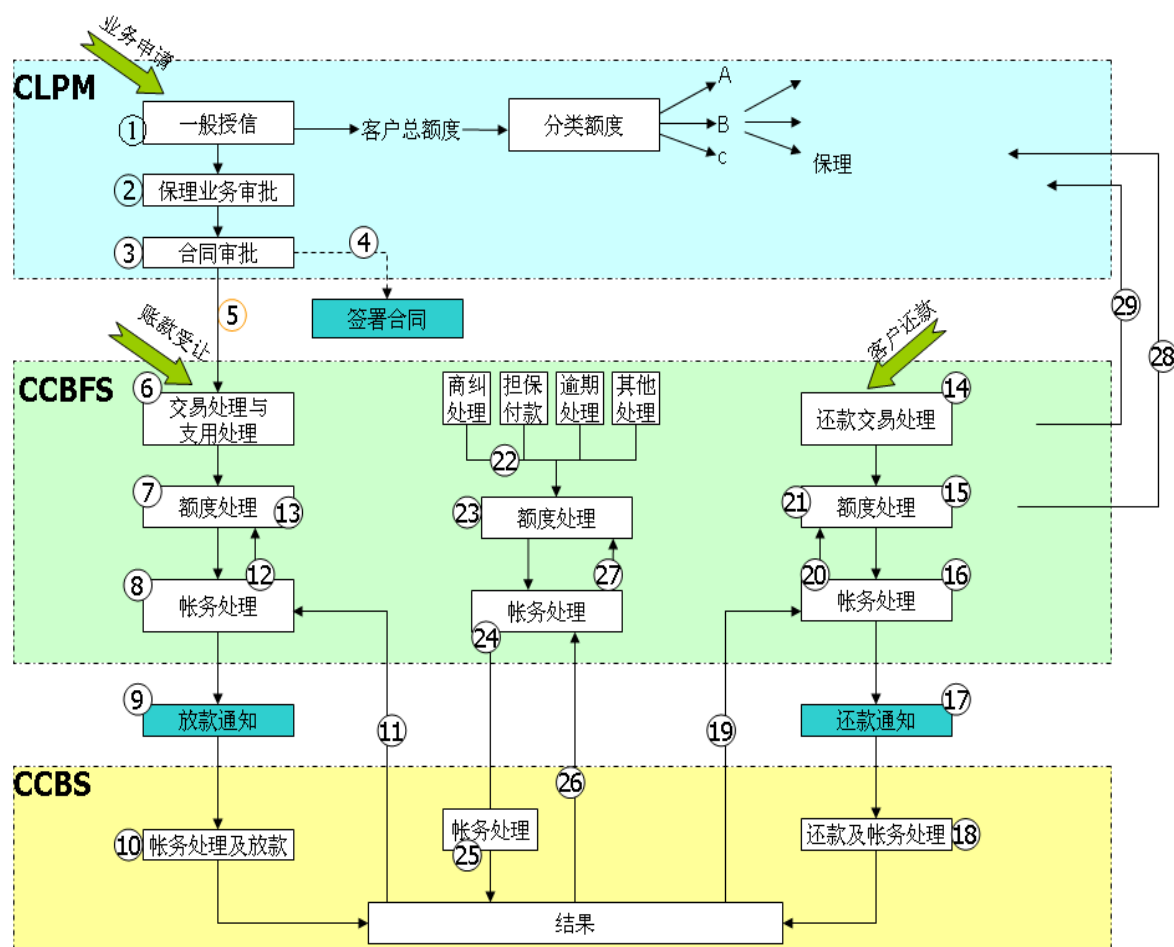 业务申请
CLPM
① 一般授信
客户总额度
分类额度
A
B
C
保理
② 保理业务审批
③ 合同审批
④
签署合同
⑤
29
28
账款受让
客户还款
CCBFS
⑥ 交易处理与
支用处理
商纠
处理
担保
付款
逾期
处理
其他
处理
22
还款交易处理 14
⑦ 额度处理 13
23 额度处理
21 额度处理 15
12
27
20
⑧ 帐务处理
帐务处理
24
帐务处理 16
⑨ 放款通知
11
26
19
还款通知 17
CCBS
⑩ 帐务处理及放款
帐务处理
25
还款及帐务处理 18
结果